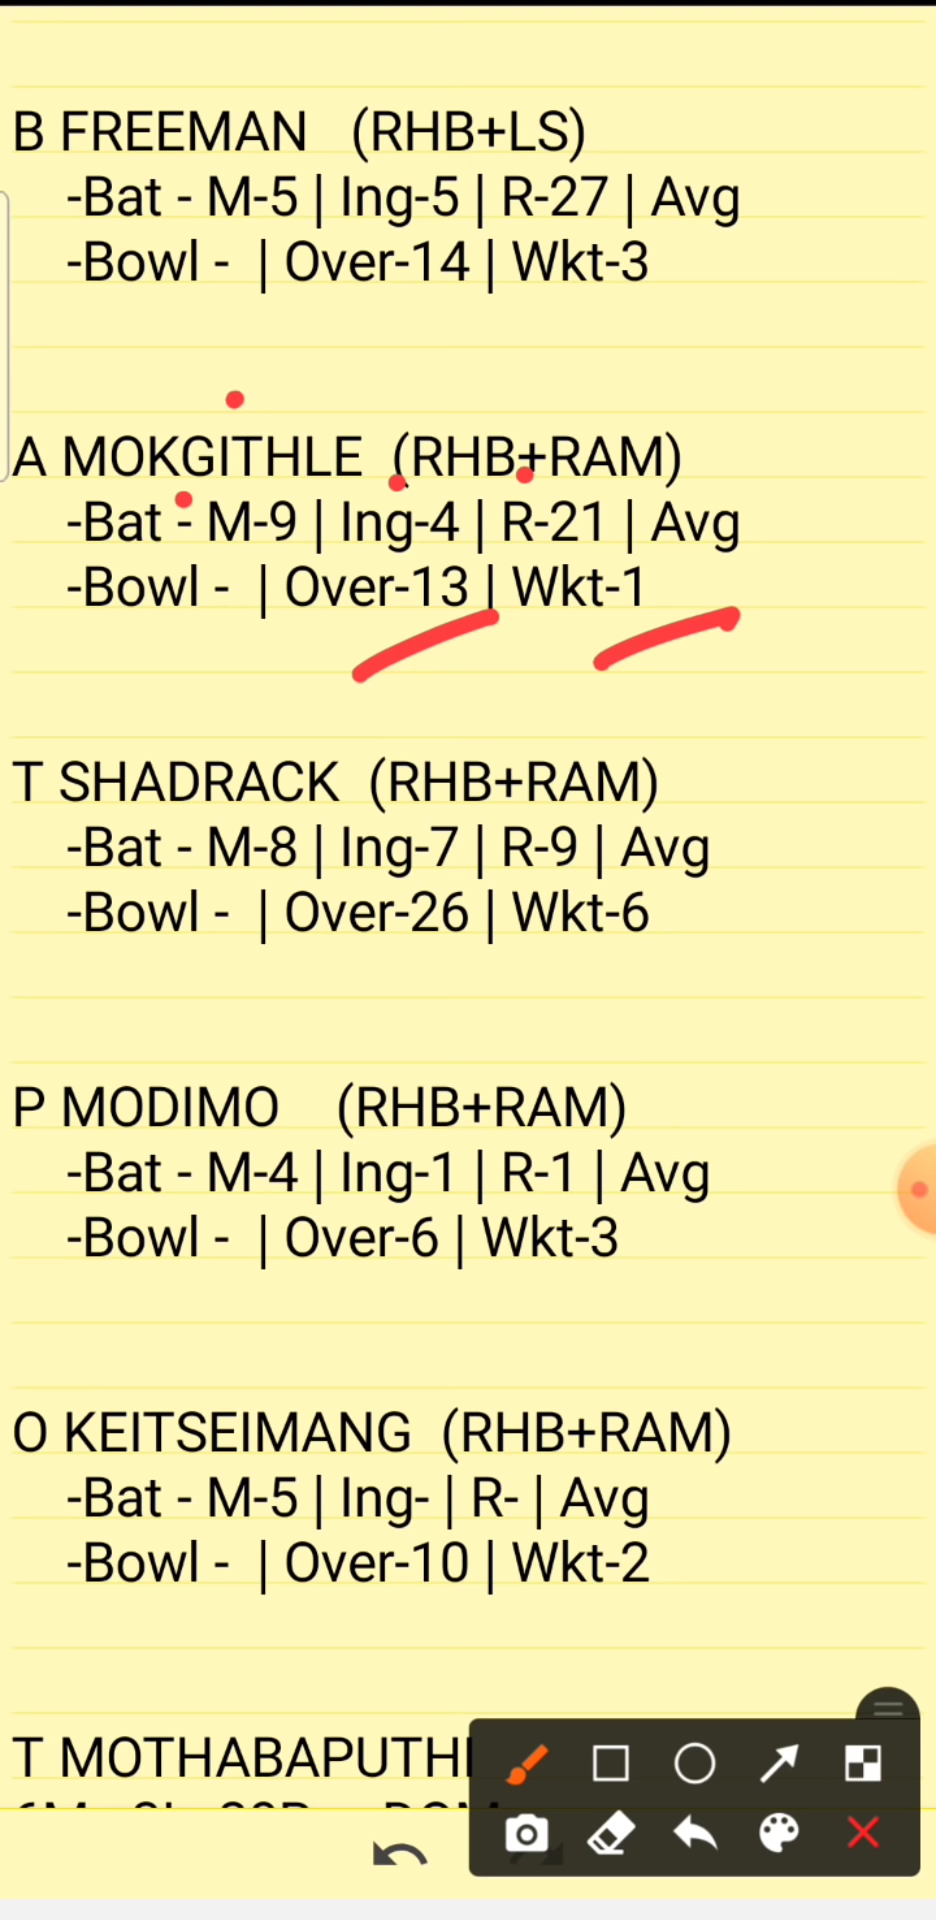 B FREEMAN (RHB+LS)
-Bat - M-5 | Ing-5 | R-27 | Avg
-Bowl - | Over-14 | Wkt-3
A MOKGITHLE (RHB+RAM)
-Bat - M-9 | Ing-4 | R-21 | Avg
-Bowl - | Over-13 | Wkt-1
T SHADRACK (RHB+RAM)
-Bat - M-8 | Ing-7 | R-9 | Avg
-Bowl - | Over-26 | Wkt-6
P MODIMO (RHB+RAM)
-Bat - M-4 | Ing-1 | R-1 | Avg
-Bowl - | Over-6 | Wkt-3
O KEITSEIMANG (RHB+RAM)
-Bat - M-5 | Ing- | R- | Avg
-Bowl - | Over-10 | Wkt-2
T MOTHABAPUTHI